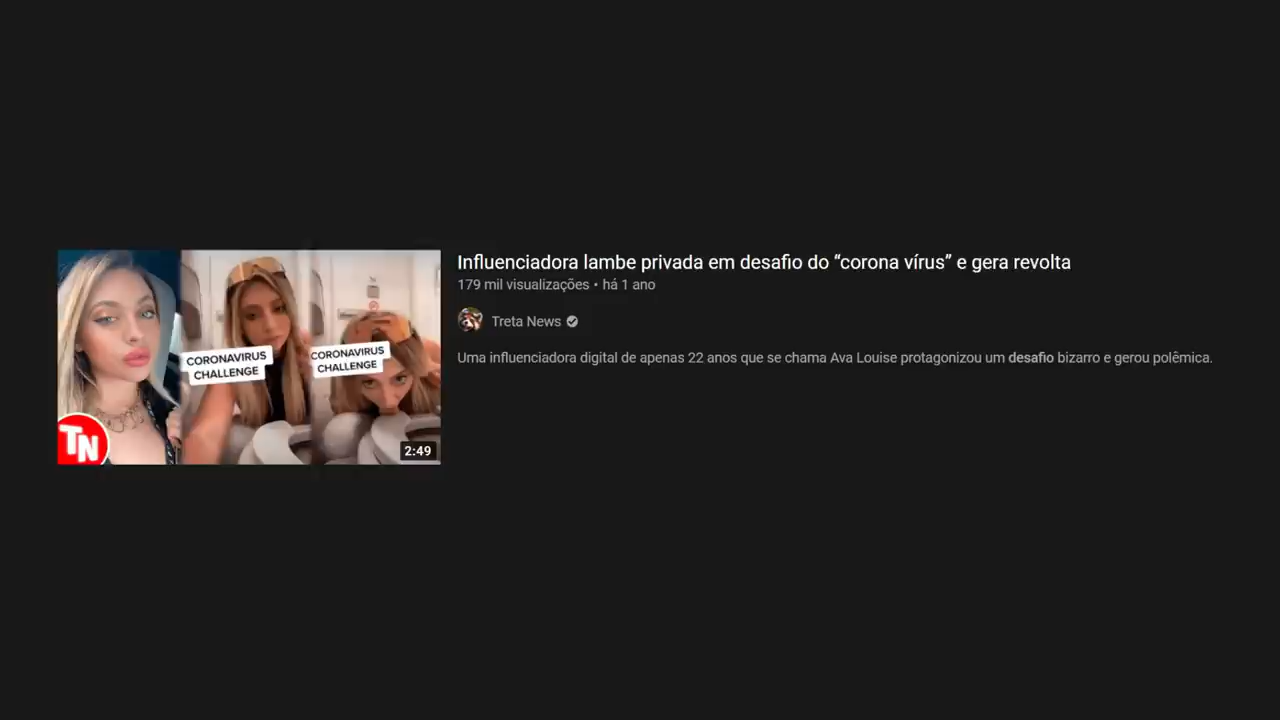 Influenciadora lambe privada em desafio do “corona vírus” e gera revolta
179 mil visualizações • há 1 ano
Treta News
Uma influenciadora digital de apenas 22 anos que se chama Ava Louise protagonizou um desafio bizarro e gerou polêmica.
CORONAVIRUS
CHALLENGE
CORONAVIRUS
CHALLENGE
TN
2:49